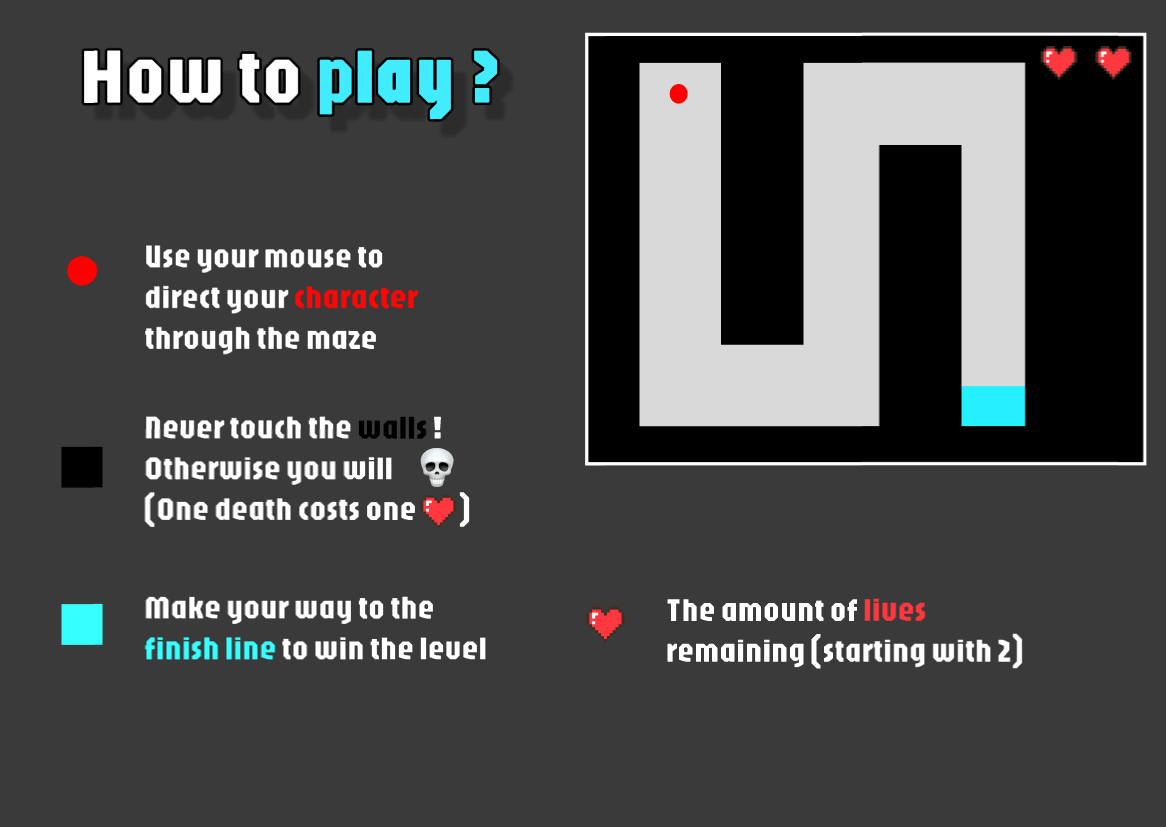 How to play ?
Use your mouse to
direct your character
through the maze
Never touch the walls !
Otherwise you will 💀
(One death costs one ❤️)
Make your way to the
finish line to win the level
The amount of lives
remaining (starting with 2)